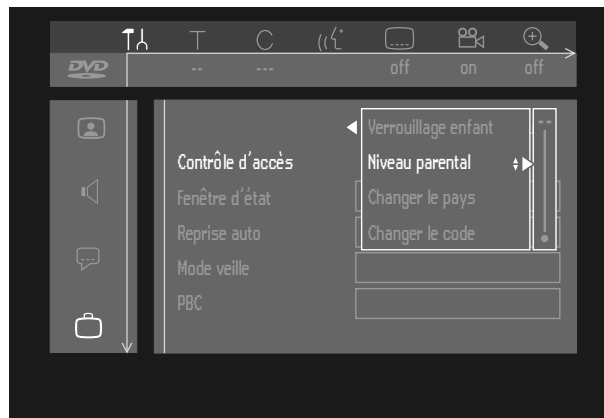 T C
DVD -- --- off on off
Verrouillage enfant --
Contrôle d'accès Niveau parental
Fenêtre d'état Changer le pays
Reprise auto Changer le code
Mode veille
PBC